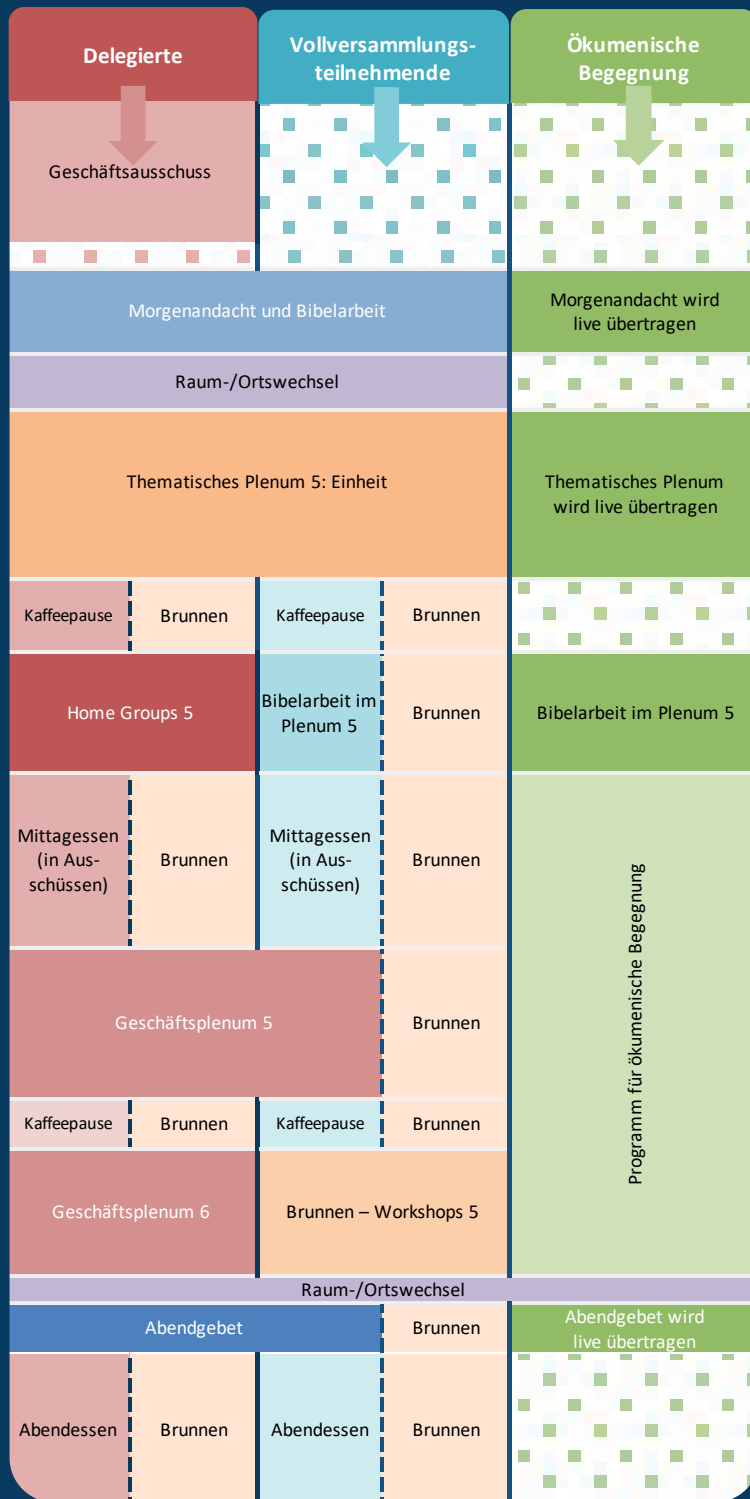 Delegierte
Vollversammlungs-
teilnehmende
Ökumenische
Begegnung
Geschäftsausschuss
Morgenandacht und Bibelarbeit
Morgenandacht wird
live übertragen
Raum-/Ortswechsel
Thematisches Plenum 5: Einheit
Thematisches Plenum
wird live übertragen
Kaffeepause
Brunnen
Kaffeepause
Brunnen
Home Groups 5
Bibelarbeit im
Plenum 5
Brunnen
Bibelarbeit im Plenum 5
Mittagessen
(in Aus-
schüssen)
Brunnen
Mittagessen
(in Aus-
schüssen)
Brunnen
Programm für ökumenische Begegnung
Geschäftsplenum 5
Brunnen
Kaffeepause
Brunnen
Kaffeepause
Brunnen
Geschäftsplenum 6
Brunnen – Workshops 5
Raum-/Ortswechsel
Abendgebet
Brunnen
Abendgebet wird
live übertragen
Abendessen
Brunnen
Abendessen
Brunnen